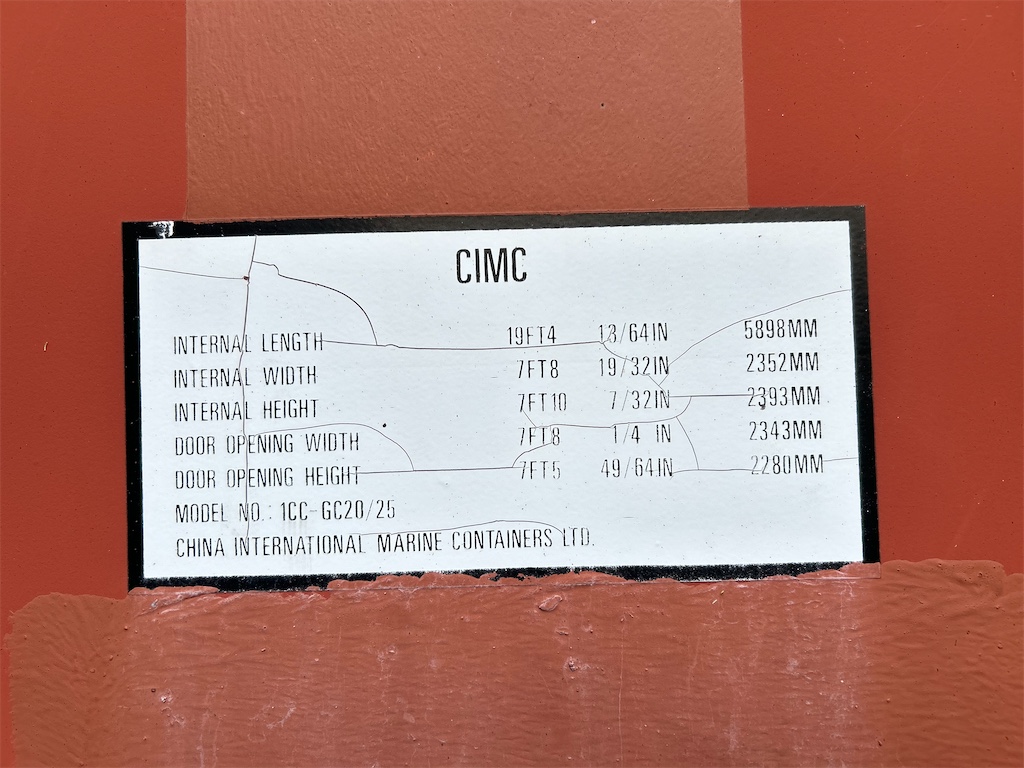 CIMC
INTERNAL LENGTH 19FT4 13/64IN 5898MM
INTERNAL WIDTH 7FT8 19/32IN 2352MM
INTERNAL HEIGHT 7FT10 7/32IN 2393MM
DOOR OPENING WIDTH 7FT8 1/4 IN 2343MM
DOOR OPENING HEIGHT 7FT5 49/64IN 2280MM
MODEL NO.: 1CC-GC20/25
CHINA INTERNATIONAL MARINE CONTAINERS LTD.